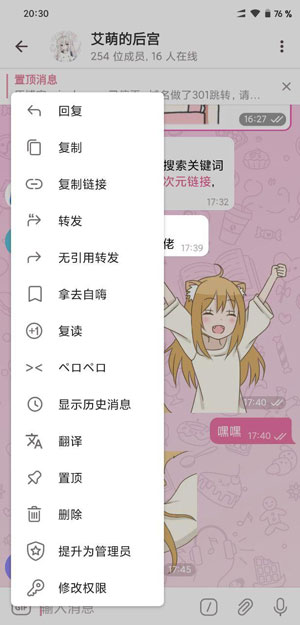 20:30
76 %
艾萌的后宫
254 位成员, 16 人在线
置顶消息
名做了301跳转，请...
回复
16:27
复制
搜索关键词
复制链接
次元链接,
17:32
转发
佬
17:39
无引用转发
拿去自嗨
复读
ペロペロ
显示历史消息
17:40
嘿嘿
17:40
翻译
置顶
删除
提升为管理员
17:45
修改权限
GIF
输入消息